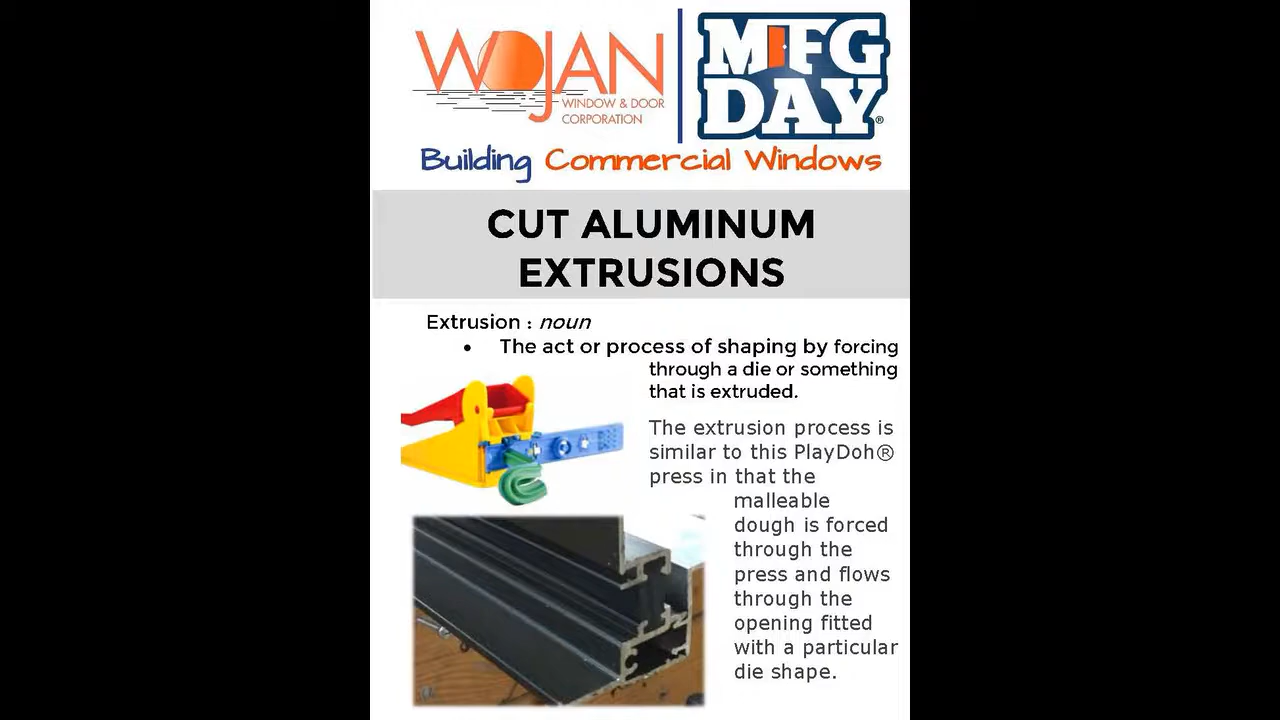 WOJAN
WINDOW & DOOR
CORPORATION
MFG
DAY®
Building Commercial Windows
CUT ALUMINUM
EXTRUSIONS
Extrusion : noun
• The act or process of shaping by forcing
through a die or something
that is extruded.
The extrusion process is
similar to this PlayDoh®
press in that the
malleable
dough is forced
through the
press and flows
through the
opening fitted
with a particular
die shape.